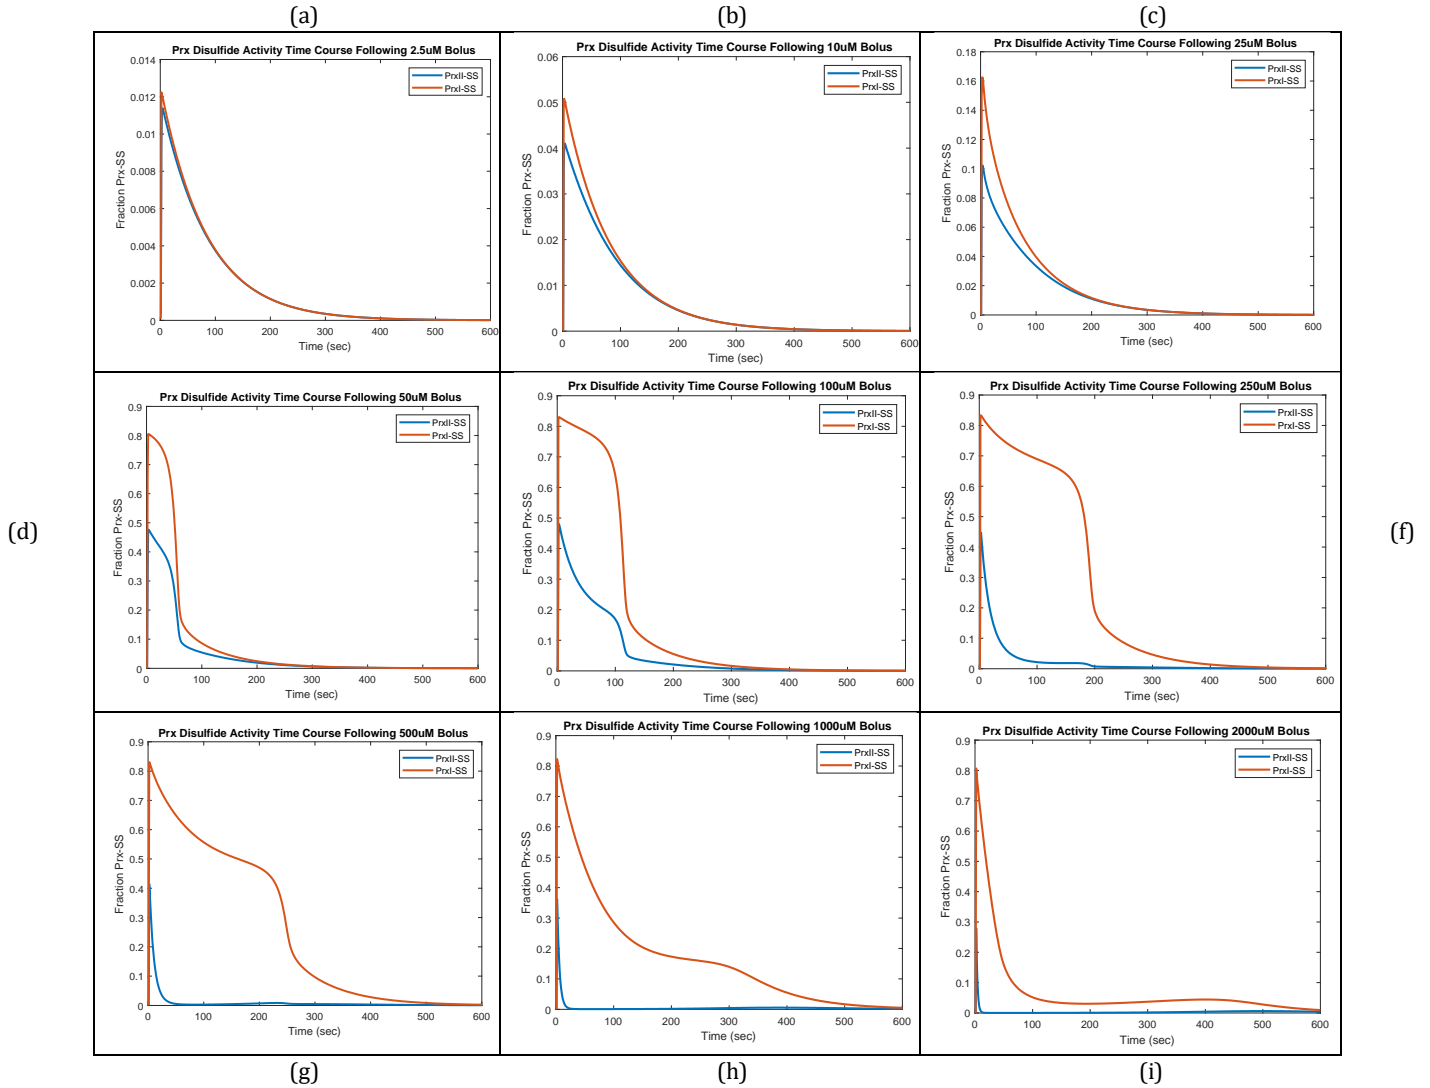 (a)
(b)
(c)
Prx Disulfide Activity Time Course Following 2.5uM Bolus
0.014
0.012
0.01
0.008
0.006
0.004
0.002
0
Fraction Prx-SS
PrxII-SS
PrxI-SS
0 100 200 300 400 500 600
Time (sec)
Prx Disulfide Activity Time Course Following 10uM Bolus
0.06
0.05
0.04
0.03
0.02
0.01
0
Fraction Prx-SS
PrxII-SS
PrxI-SS
0 100 200 300 400 500 600
Time (sec)
Prx Disulfide Activity Time Course Following 25uM Bolus
0.18
0.16
0.14
0.12
0.1
0.08
0.06
0.04
0.02
0
Fraction Prx-SS
PrxII-SS
PrxI-SS
0 100 200 300 400 500 600
Time (sec)
(d)
Prx Disulfide Activity Time Course Following 50uM Bolus
0.9
0.8
0.7
0.6
0.5
0.4
0.3
0.2
0.1
0
Fraction Prx-SS
PrxII-SS
PrxI-SS
0 100 200 300 400 500 600
Time (sec)
Prx Disulfide Activity Time Course Following 100uM Bolus
0.9
0.8
0.7
0.6
0.5
0.4
0.3
0.2
0.1
0
Fraction Prx-SS
PrxII-SS
PrxI-SS
0 100 200 300 400 500 600
Time (sec)
Prx Disulfide Activity Time Course Following 250uM Bolus
0.9
0.8
0.7
0.6
0.5
0.4
0.3
0.2
0.1
0
Fraction Prx-SS
PrxII-SS
PrxI-SS
0 100 200 300 400 500 600
Time (sec)
(f)
Prx Disulfide Activity Time Course Following 500uM Bolus
0.9
0.8
0.7
0.6
0.5
0.4
0.3
0.2
0.1
0
Fraction Prx-SS
PrxII-SS
PrxI-SS
0 100 200 300 400 500 600
Time (sec)
Prx Disulfide Activity Time Course Following 1000uM Bolus
0.9
0.8
0.7
0.6
0.5
0.4
0.3
0.2
0.1
0
Fraction Prx-SS
PrxII-SS
PrxI-SS
0 100 200 300 400 500 600
Time (sec)
Prx Disulfide Activity Time Course Following 2000uM Bolus
0.9
0.8
0.7
0.6
0.5
0.4
0.3
0.2
0.1
0
Fraction Prx-SS
PrxII-SS
PrxI-SS
0 100 200 300 400 500 600
Time (sec)
(g)
(h)
(i)